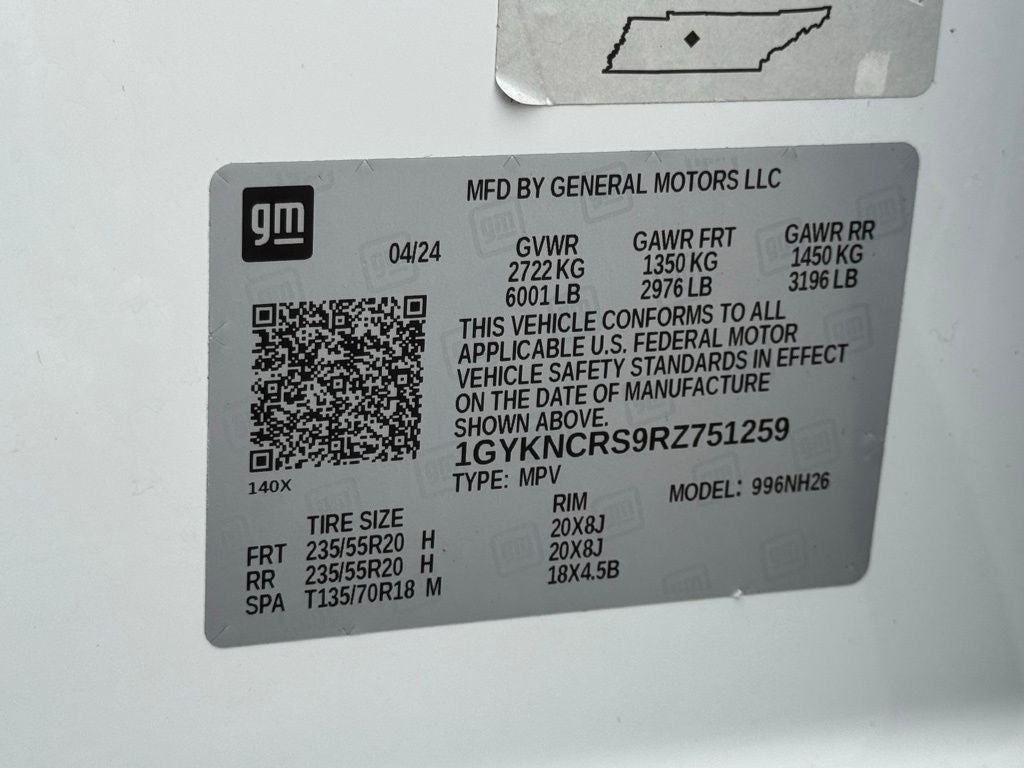 gm
MFD BY GENERAL MOTORS LLC
04/24 GVWR GAWR FRT GAWR RR
2722 KG 1350 KG 1450 KG
6001 LB 2976 LB 3196 LB
THIS VEHICLE CONFORMS TO ALL
APPLICABLE U.S. FEDERAL MOTOR
VEHICLE SAFETY STANDARDS IN EFFECT
ON THE DATE OF MANUFACTURE
SHOWN ABOVE.
1GYKNCRS9RZ751259
140X
TYPE: MPV MODEL: 996NH26
TIRE SIZE RIM
FRT 235/55R20 H 20X8J
RR 235/55R20 H 20X8J
SPA T135/70R18 M 18X4.5B